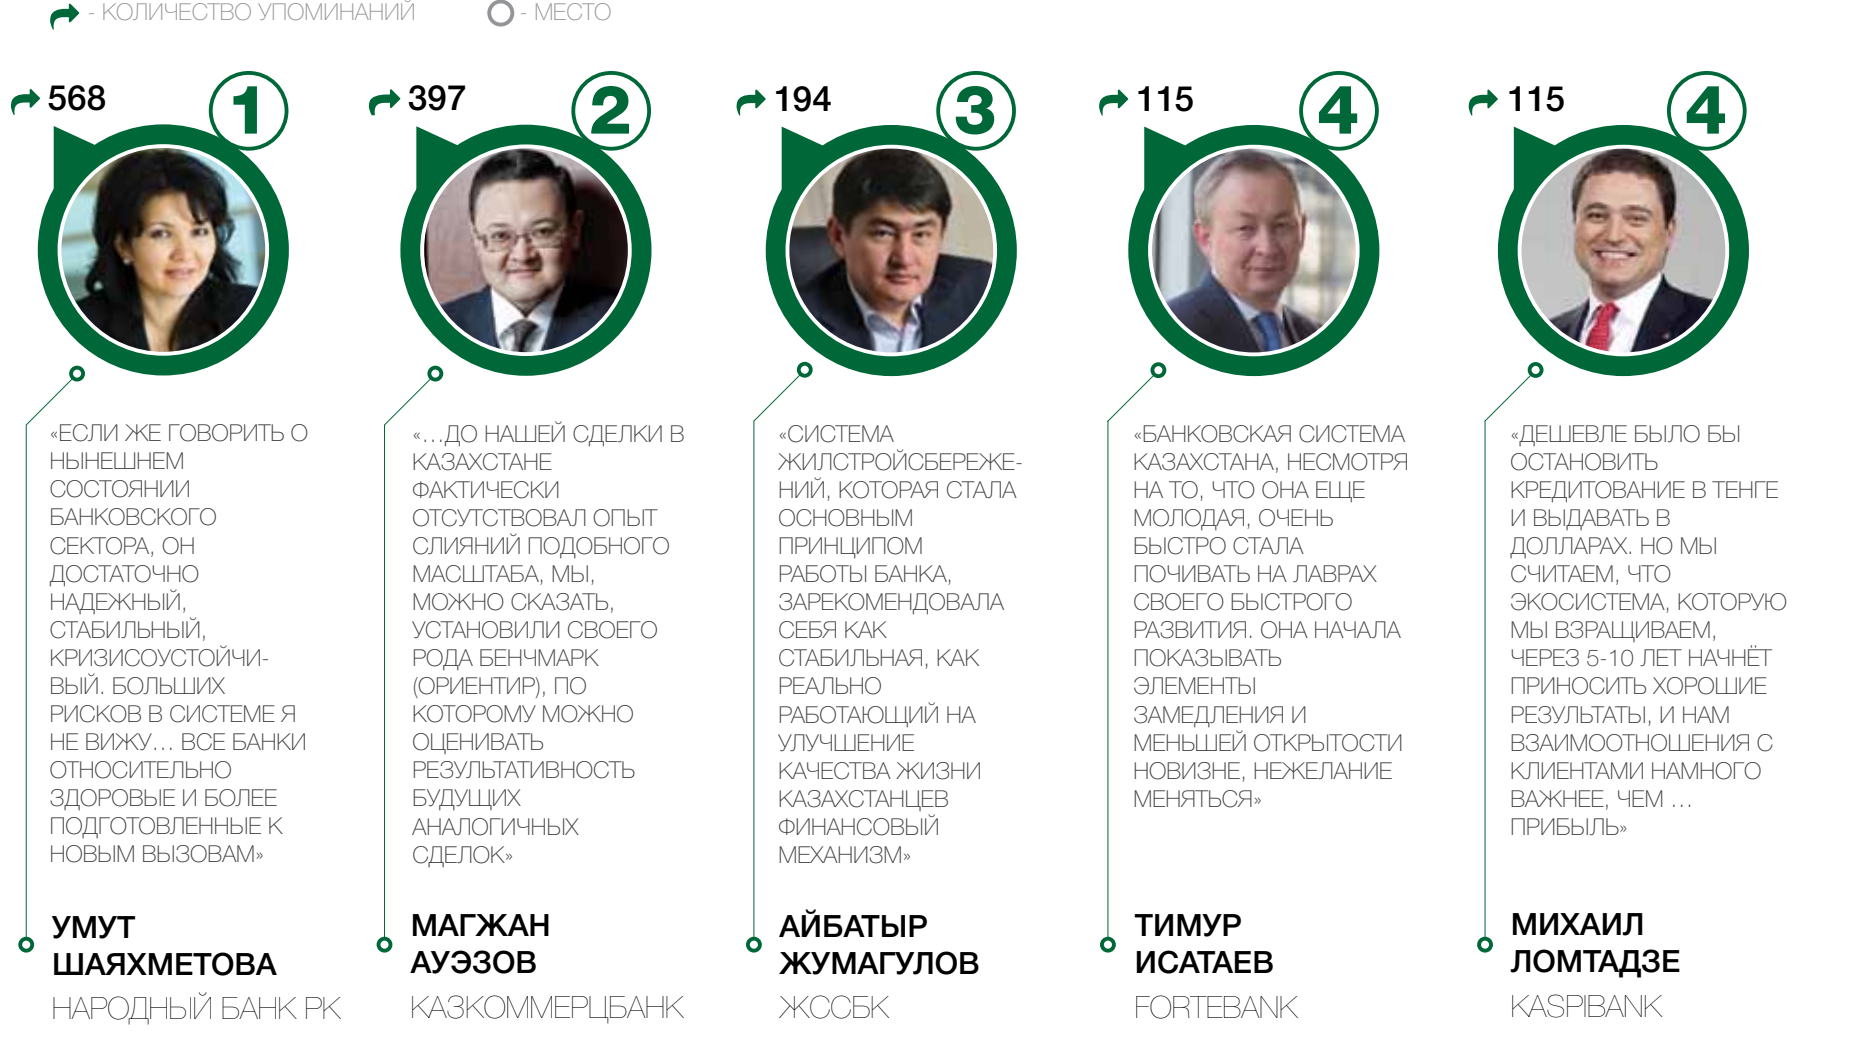 - КОЛИЧЕСТВО УПОМИНАНИЙ
- МЕСТО
568
1
«ЕСЛИ ЖЕ ГОВОРИТЬ О
НЫНЕШНЕМ
СОСТОЯНИИ
БАНКОВСКОГО
СЕКТОРА, ОН
ДОСТАТОЧНО
НАДЕЖНЫЙ,
СТАБИЛЬНЫЙ,
КРИЗИСОУСТОЙЧИ-
ВЫЙ. БОЛЬШИХ
РИСКОВ В СИСТЕМЕ Я
НЕ ВИЖУ... ВСЕ БАНКИ
ОТНОСИТЕЛЬНО
ЗДОРОВЫЕ И БОЛЕЕ
ПОДГОТОВЛЕННЫЕ К
НОВЫМ ВЫЗОВАМ»
УМУТ
ШАЯХМЕТОВА
НАРОДНЫЙ БАНК РК
397
2
«...ДО НАШЕЙ СДЕЛКИ В
КАЗАХСТАНЕ
ФАКТИЧЕСКИ
ОТСУТСТВОВАЛ ОПЫТ
СЛИЯНИЙ ПОДОБНОГО
МАСШТАБА, МЫ,
МОЖНО СКАЗАТЬ,
УСТАНОВИЛИ СВОЕГО
РОДА БЕНЧМАРК
(ОРИЕНТИР), ПО
КОТОРОМУ МОЖНО
ОЦЕНИВАТЬ
РЕЗУЛЬТАТИВНОСТЬ
БУДУЩИХ
АНАЛОГИЧНЫХ
СДЕЛОК»
МАГЖАН
АУЭЗОВ
КАЗКОММЕРЦБАНК
194
3
«СИСТЕМА
ЖИЛСТРОЙСБЕРЕЖЕ-
НИЙ, КОТОРАЯ СТАЛА
ОСНОВНЫМ
ПРИНЦИПОМ
РАБОТЫ БАНКА,
ЗАРЕКОМЕНДОВАЛА
СЕБЯ КАК
СТАБИЛЬНАЯ, КАК
РЕАЛЬНО
РАБОТАЮЩИЙ НА
УЛУЧШЕНИЕ
КАЧЕСТВА ЖИЗНИ
КАЗАХСТАНЦЕВ
ФИНАНСОВЫЙ
МЕХАНИЗМ»
АЙБАТЫР
ЖУМАГУЛОВ
ЖССБК
115
4
«БАНКОВСКАЯ СИСТЕМА
КАЗАХСТАНА, НЕСМОТРЯ
НА ТО, ЧТО ОНА ЕЩЕ
МОЛОДАЯ, ОЧЕНЬ
БЫСТРО СТАЛА
ПОЧИВАТЬ НА ЛАВРАХ
СВОЕГО БЫСТРОГО
РАЗВИТИЯ. ОНА НАЧАЛА
ПОКАЗЫВАТЬ
ЭЛЕМЕНТЫ
ЗАМЕДЛЕНИЯ И
МЕНЬШЕЙ ОТКРЫТОСТИ
НОВИЗНЕ, НЕЖЕЛАНИЕ
МЕНЯТЬСЯ»
ТИМУР
ИСАТАЕВ
FORTEBANK
115
4
«ДЕШЕВЛЕ БЫЛО БЫ
ОСТАНОВИТЬ
КРЕДИТОВАНИЕ В ТЕНГЕ
И ВЫДАВАТЬ В
ДОЛЛАРАХ. НО МЫ
СЧИТАЕМ, ЧТО
ЭКОСИСТЕМА, КОТОРУЮ
МЫ ВЗРАЩИВАЕМ,
ЧЕРЕЗ 5-10 ЛЕТ НАЧНЁТ
ПРИНОСИТЬ ХОРОШИЕ
РЕЗУЛЬТАТЫ, И НАМ
ВЗАИМООТНОШЕНИЯ С
КЛИЕНТАМИ НАМНОГО
ВАЖНЕЕ, ЧЕМ ...
ПРИБЫЛЬ»
МИХАИЛ
ЛОМТАДЗЕ
KASPIBANK